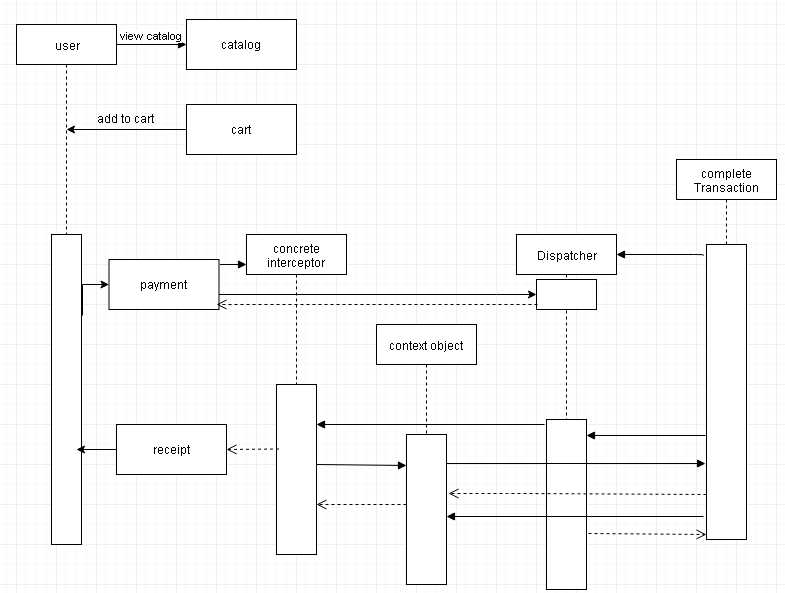 user
view catalog
catalog
add to cart
cart
complete
Transaction
concrete
interceptor
Dispatcher
payment
context object
receipt